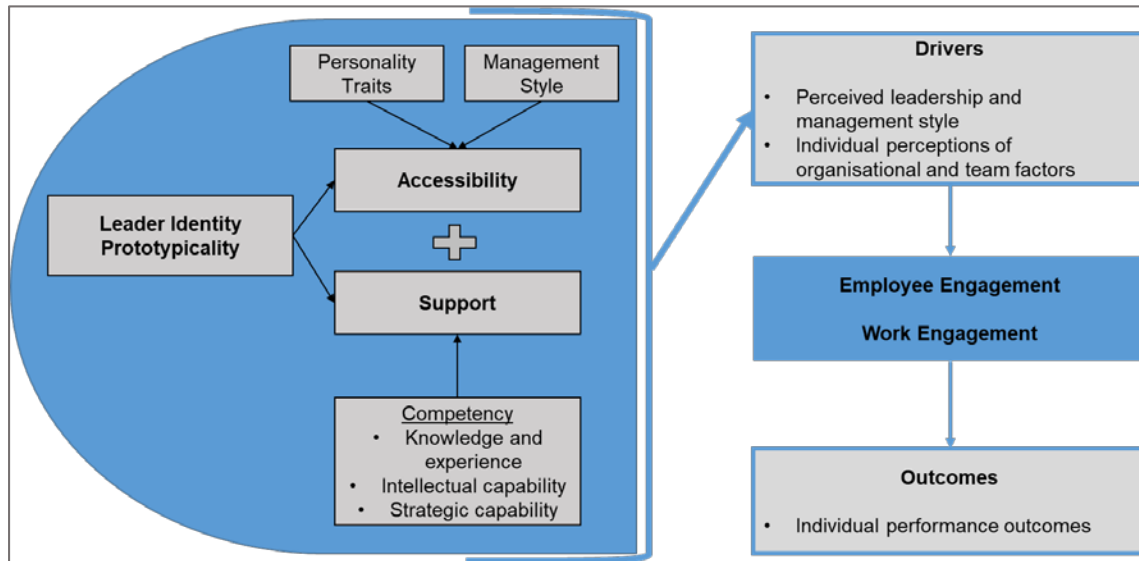 Personality
Traits
Management
Style
Accessibility
Leader Identity
Prototypicality
Support
Competency
• Knowledge and
experience
• Intellectual capability
• Strategic capability
Drivers
• Perceived leadership and
management style
• Individual perceptions of
organisational and team factors
Employee Engagement
Work Engagement
Outcomes
• Individual performance outcomes